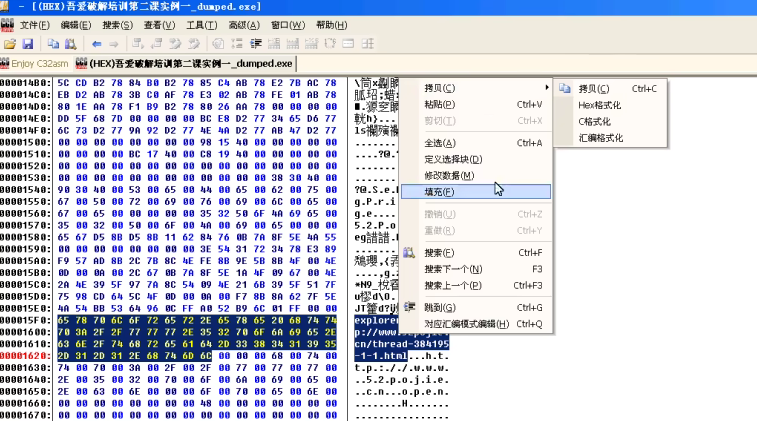 - [(HEX)吾爱破解培训第二课实例一_dumped.exe]
文件(F) 编辑(E) 搜索(S) 查看(V) 工具(T) 高级(A) 窗口(W) 帮助(H)
Enjoy C32asm (HEX)吾爱破解培训第二课实例一_dumped.exe
000014B0: 5C CD B2 78 84 B0 B2 78 85 C4 AB 78 E2 7B AC 78
000014C0: EB D2 AB 78 3B C0 AF 78 E3 02 AB 78 FE 01 AB 78
000014D0: 80 1E AA 78 F1 B9 B2 78 80 26 AA 78 00 00 00 00
000014E0: DD 5F 68 7D 00 00 00 00 BC E8 D2 77 34 65 D6 77
000014F0: 6C 73 D2 77 9A 92 D2 77 4E 4A D2 77 AB 47 D2 77
00001500: 00 00 00 00 00 00 00 00 98 15 40 00 00 00 00 00
00001510: 00 00 00 00 BC 17 40 00 C8 19 40 00 00 00 00 00
00001520: 00 00 00 00 00 00 00 00 00 00 00 00 00 00 00 00
00001530: 00 00 00 00 00 00 00 00 00 00 00 00 38 30 40 00
00001540: 90 30 40 00 53 00 65 00 44 00 65 00 62 00 75 00
00001550: 67 00 50 00 72 00 69 00 76 00 69 00 6C 00 65 00
00001560: 67 00 65 00 00 00 00 00 35 32 50 6F 4A 69 65 00
00001570: 35 00 32 00 50 00 6F 00 4A 00 69 00 65 00 00 00
00001580: 65 67 D5 8B D5 8B 11 62 84 76 0B 7A 8F 5E 4A 55
00001590: 00 00 00 00 00 00 00 00 3E 54 31 72 34 78 E3 89
000015A0: F9 57 AD 8B 2C 7B 8C 4E FE 8B 9E 5B 8B 4F 00 4E
000015B0: 0D 00 0A 00 2C 67 0B 7A 8F 5E 1A 4F 09 67 00 4E
000015C0: 2A 4E 39 5F 97 7A 8C 54 09 4E 21 6B 39 5F 51 7F
000015D0: 75 98 CD 64 5C 4F 0D 00 0A 00 F7 8B 8A 62 7F 5E
000015E0: 4A 54 BB 53 64 96 0C FF A0 52 B9 6C 01 FF 00 00
000015F0: 65 78 70 6C 6F 72 65 72 2E 65 78 65 20 68 74 74
00001600: 70 3A 2F 2F 77 77 77 2E 35 32 70 6F 6A 69 65 2E
00001610: 63 6E 2F 74 68 72 65 61 64 2D 33 38 34 31 39 35
00001620: 2D 31 2D 31 2E 68 74 6D 6C 00 00 00 68 00 74 00
00001630: 74 00 70 00 3A 00 2F 00 2F 00 77 00 77 00 77 00
00001640: 2E 00 35 00 32 00 70 00 6F 00 6A 00 69 00 65 00
00001650: 2E 00 63 00 6E 00 00 00 6F 00 70 00 65 00 6E 00
00001660: 00 00 00 00 00 00 00 00 48 00 00 00 00 00 00 00
00001670: 00 00 00 00 00 00 00 00 00 00 00 00 00 00 00 00
explorer
cn/thread-384195
-1-1.html...h.t.
t.p.:././.w.w.w.
..5.2.p.o.j.i.e.
..c.n...o.p.e.n.
........H.......
................
拷贝(C)
粘贴(P) Ctrl+V
剪切(T) Ctrl+X
全选(A) Ctrl+A
定义选择块(D)
修改数据(M)
填充(F)
撤销(U) Ctrl+Z
重做(R) Ctrl+Y
搜索(F) Ctrl+F
搜索下一个(N) F3
搜索上一个(P) Ctrl+F3
跳到(G) Ctrl+G
对应汇编模式编辑(H) Ctrl+Q
拷贝(C) Ctrl+C
Hex格式化
C格式化
汇编格式化